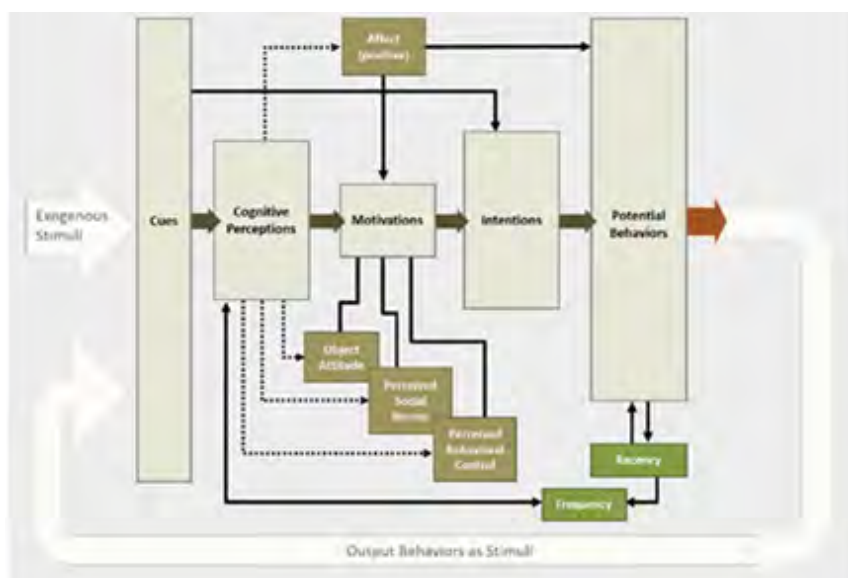 Affect
(positive)
Exogenous
Stimuli
Cues
Cognitive
Perceptions
Motivations
Intentions
Potential
Behaviors
Object
Attitude
Perceived
Social
Norms
Perceived
Behavioral
Control
Recency
Frequency
Output Behaviors as Stimuli